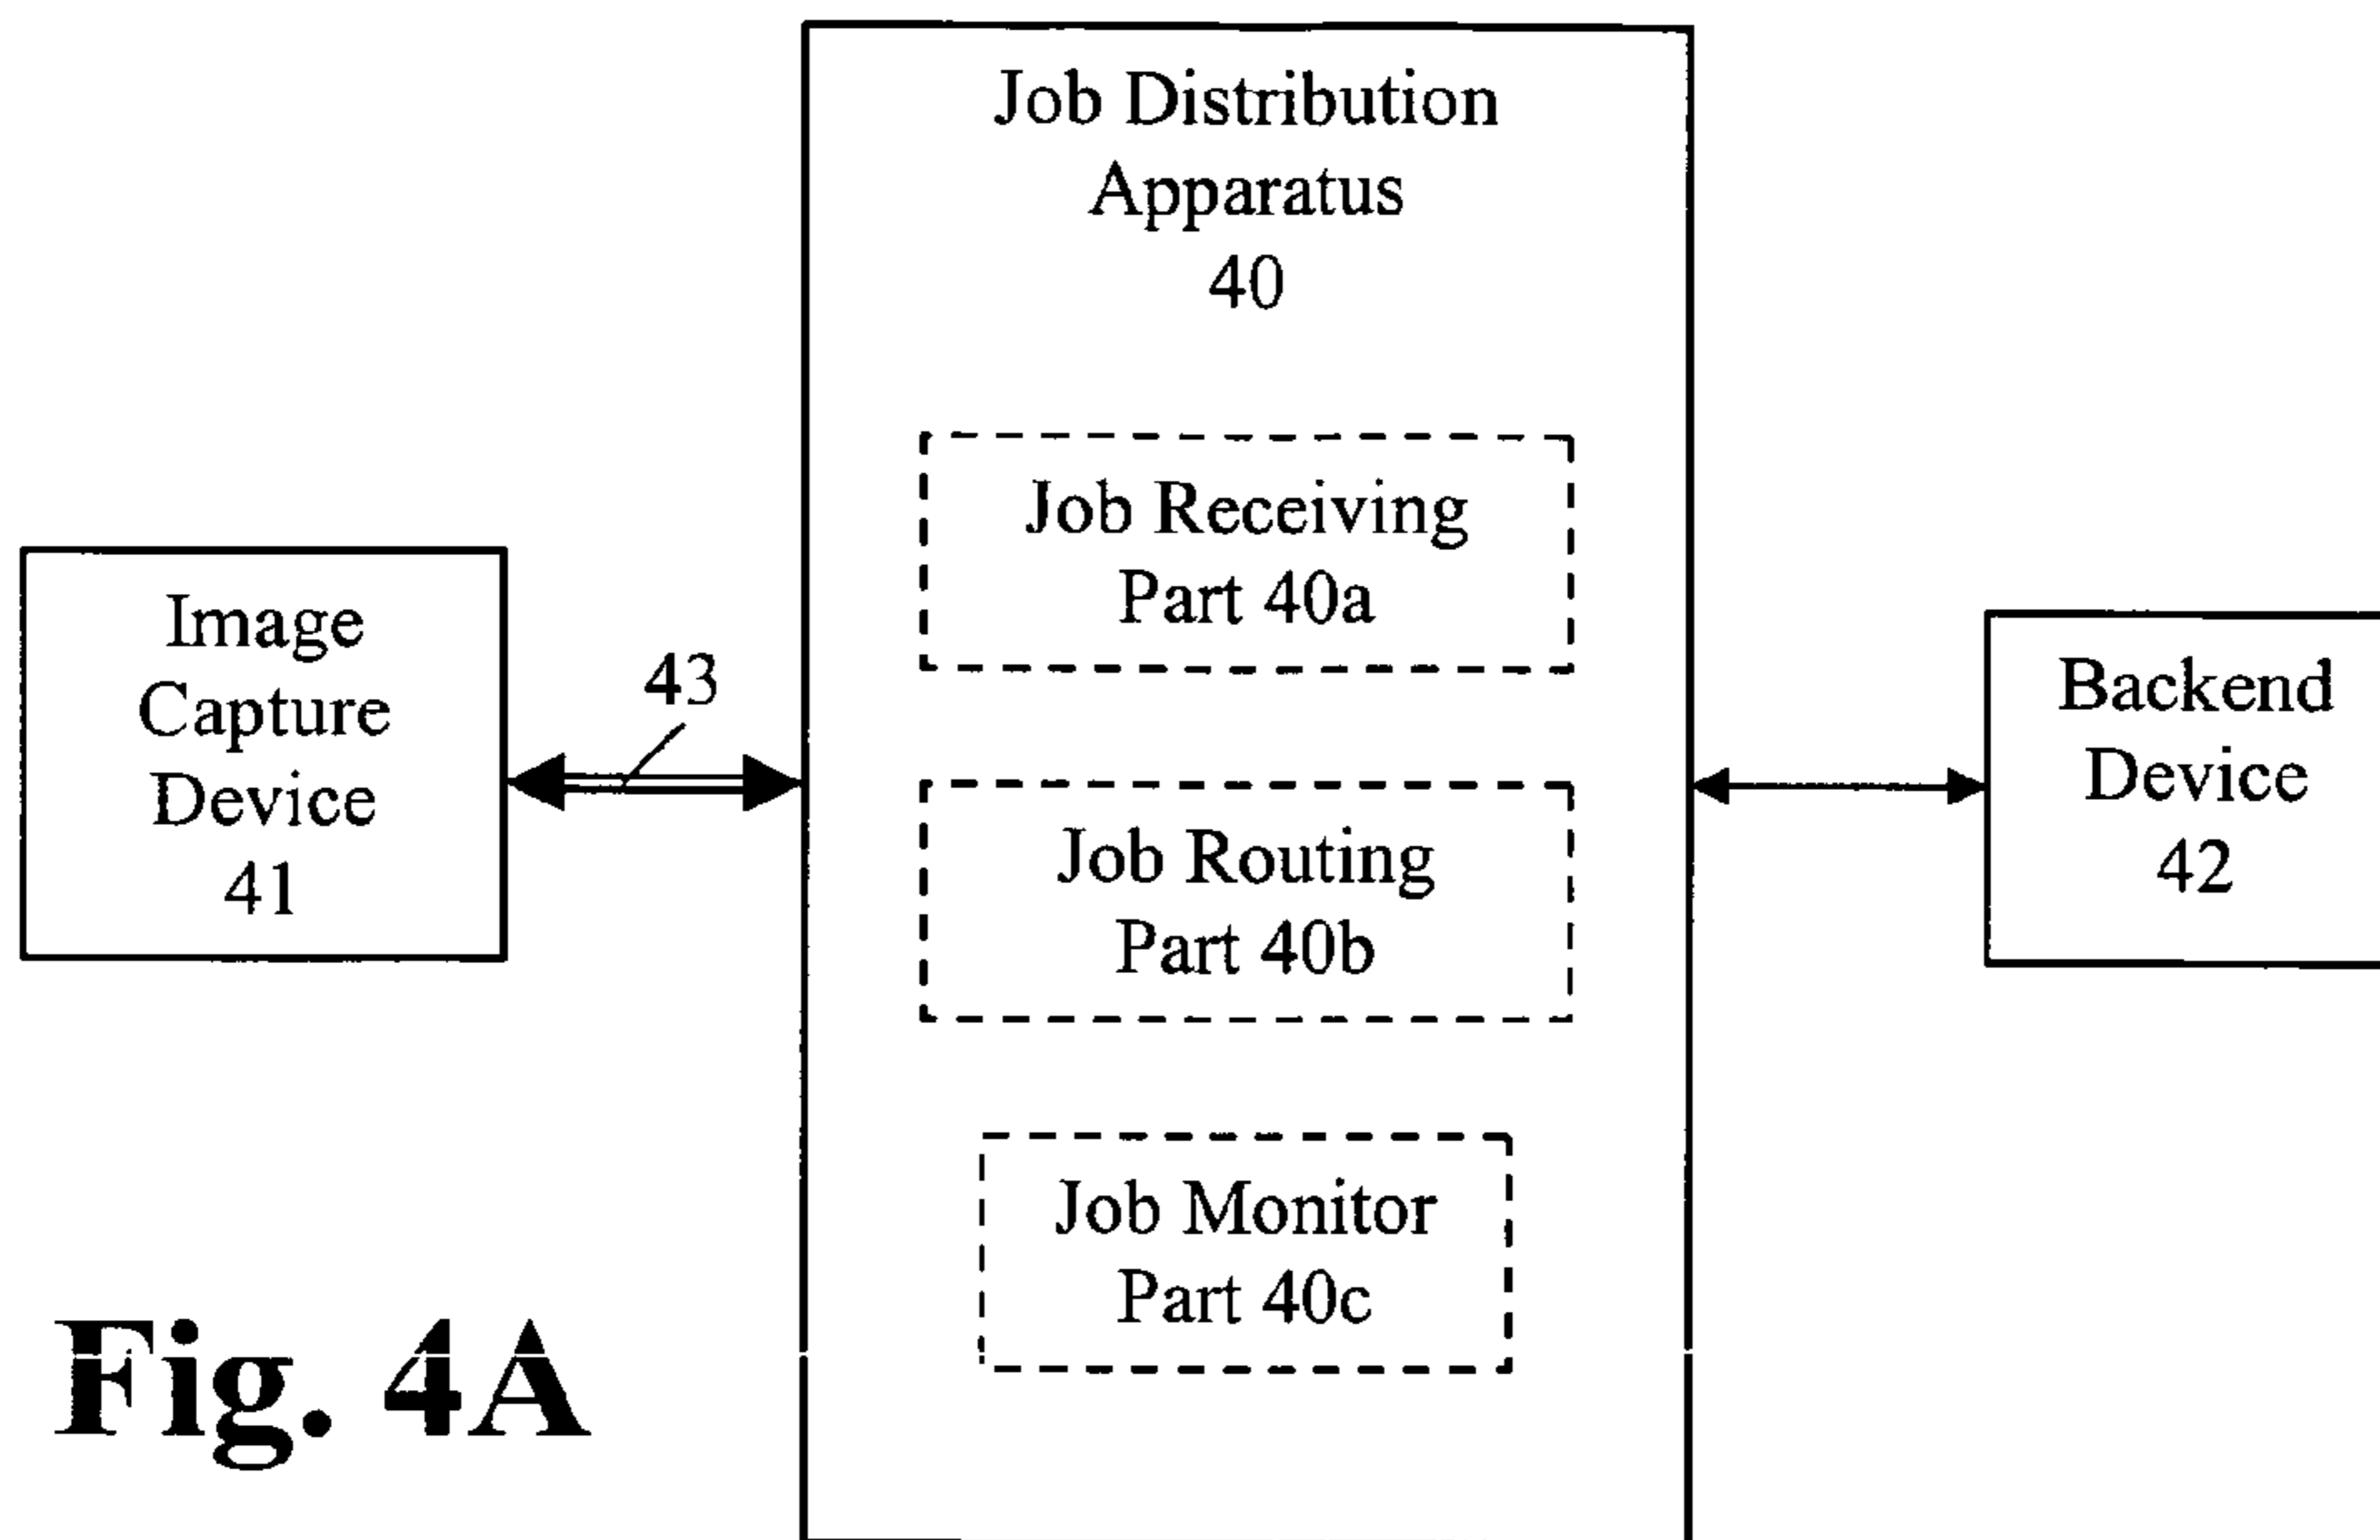 Job Distribution
Apparatus
40
Job Receiving
Part 40a
Image
Capture
Device
41
43
Job Routing
Part 40b
Backend
Device
42
Job Monitor
Part 40c
Fig. 4A